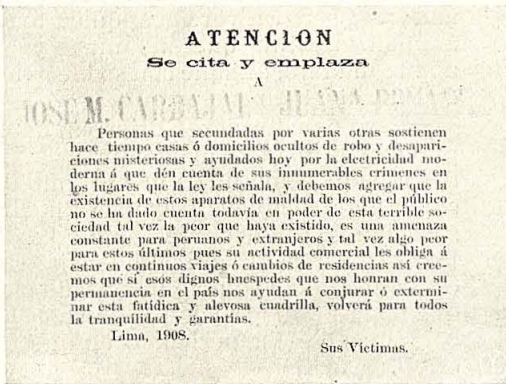 ATENCION
Se cita y emplaza
A
JOSE M. CARBAJAL Y JUANA
Personas que secundadas por varias otras sostienen
hace tiempo casas ó domicilios ocultos de robo y desapari-
ciones misteriosas y ayudados hoy por la electricidad mo-
derna á que dén cuenta de sus innumerables crímenes en
los lugares que la ley les señala, y debemos agregar que la
existencia de estos aparatos de maldad de los que el público
no se ha dado cuenta todavía en poder de esta terrible so-
ciedad tal vez la peor que haya existido, es una amenaza
constante para peruanos y extranjeros y tal vez algo peor
para estos últimos pues su actividad comercial les obliga á
estar en continuos viajes ó cambios de residencias así cree-
mos que sí esos dignos huespedes que nos honran con su
permanencia en el país nos ayudan á conjurar ó extermi-
nar esta fatídica y alevosa cuadrilla, volverá para todos
la tranquilidad y garantías.
Lima, 1908.
Sus Víctimas.